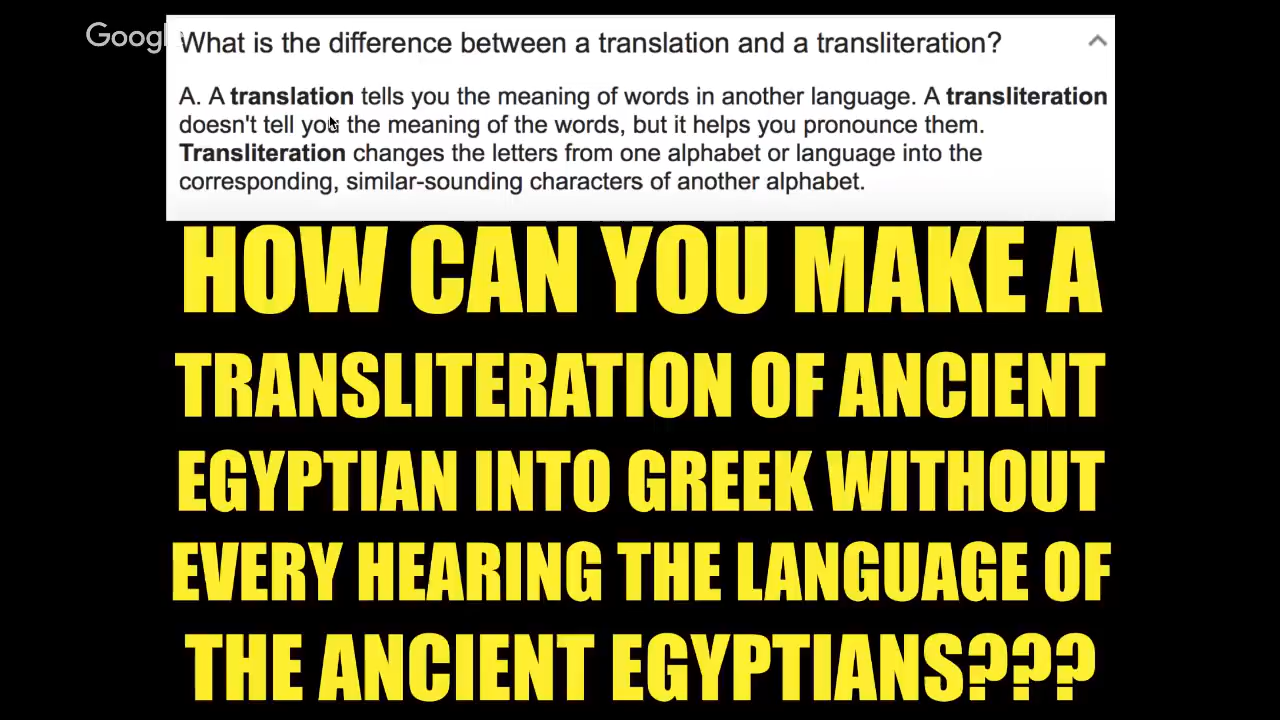 Google
What is the difference between a translation and a transliteration?
A. A translation tells you the meaning of words in another language. A transliteration
doesn't tell you the meaning of the words, but it helps you pronounce them.
Transliteration changes the letters from one alphabet or language into the
corresponding, similar-sounding characters of another alphabet.
HOW CAN YOU MAKE A
TRANSLITERATION OF ANCIENT
EGYPTIAN INTO GREEK WITHOUT
EVERY HEARING THE LANGUAGE OF
THE ANCIENT EGYPTIANS???